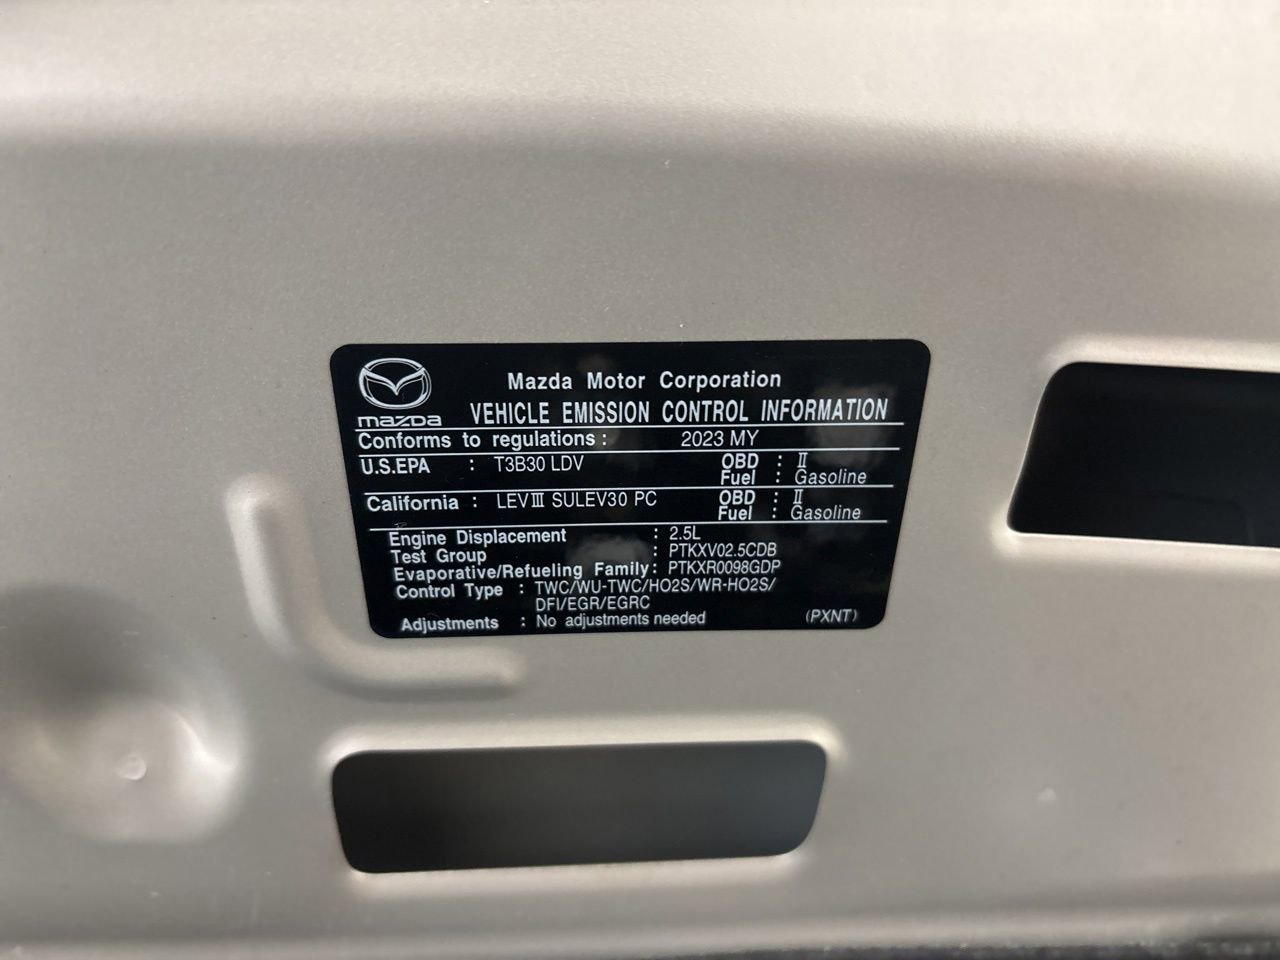 mazda
Mazda Motor Corporation
VEHICLE EMISSION CONTROL INFORMATION
Conforms to regulations : 2023 MY
U.S.EPA : T3B30 LDV OBD : II
Fuel : Gasoline
California : LEVIII SULEV30 PC OBD : II
Fuel : Gasoline
Engine Displacement : 2.5L
Test Group : PTKXV02.5CDB
Evaporative/Refueling Family : PTKXR0098GDP
Control Type : TWC/WU-TWC/HO2S/WR-HO2S/
DFI/EGR/EGRC
Adjustments : No adjustments needed (PXNT)